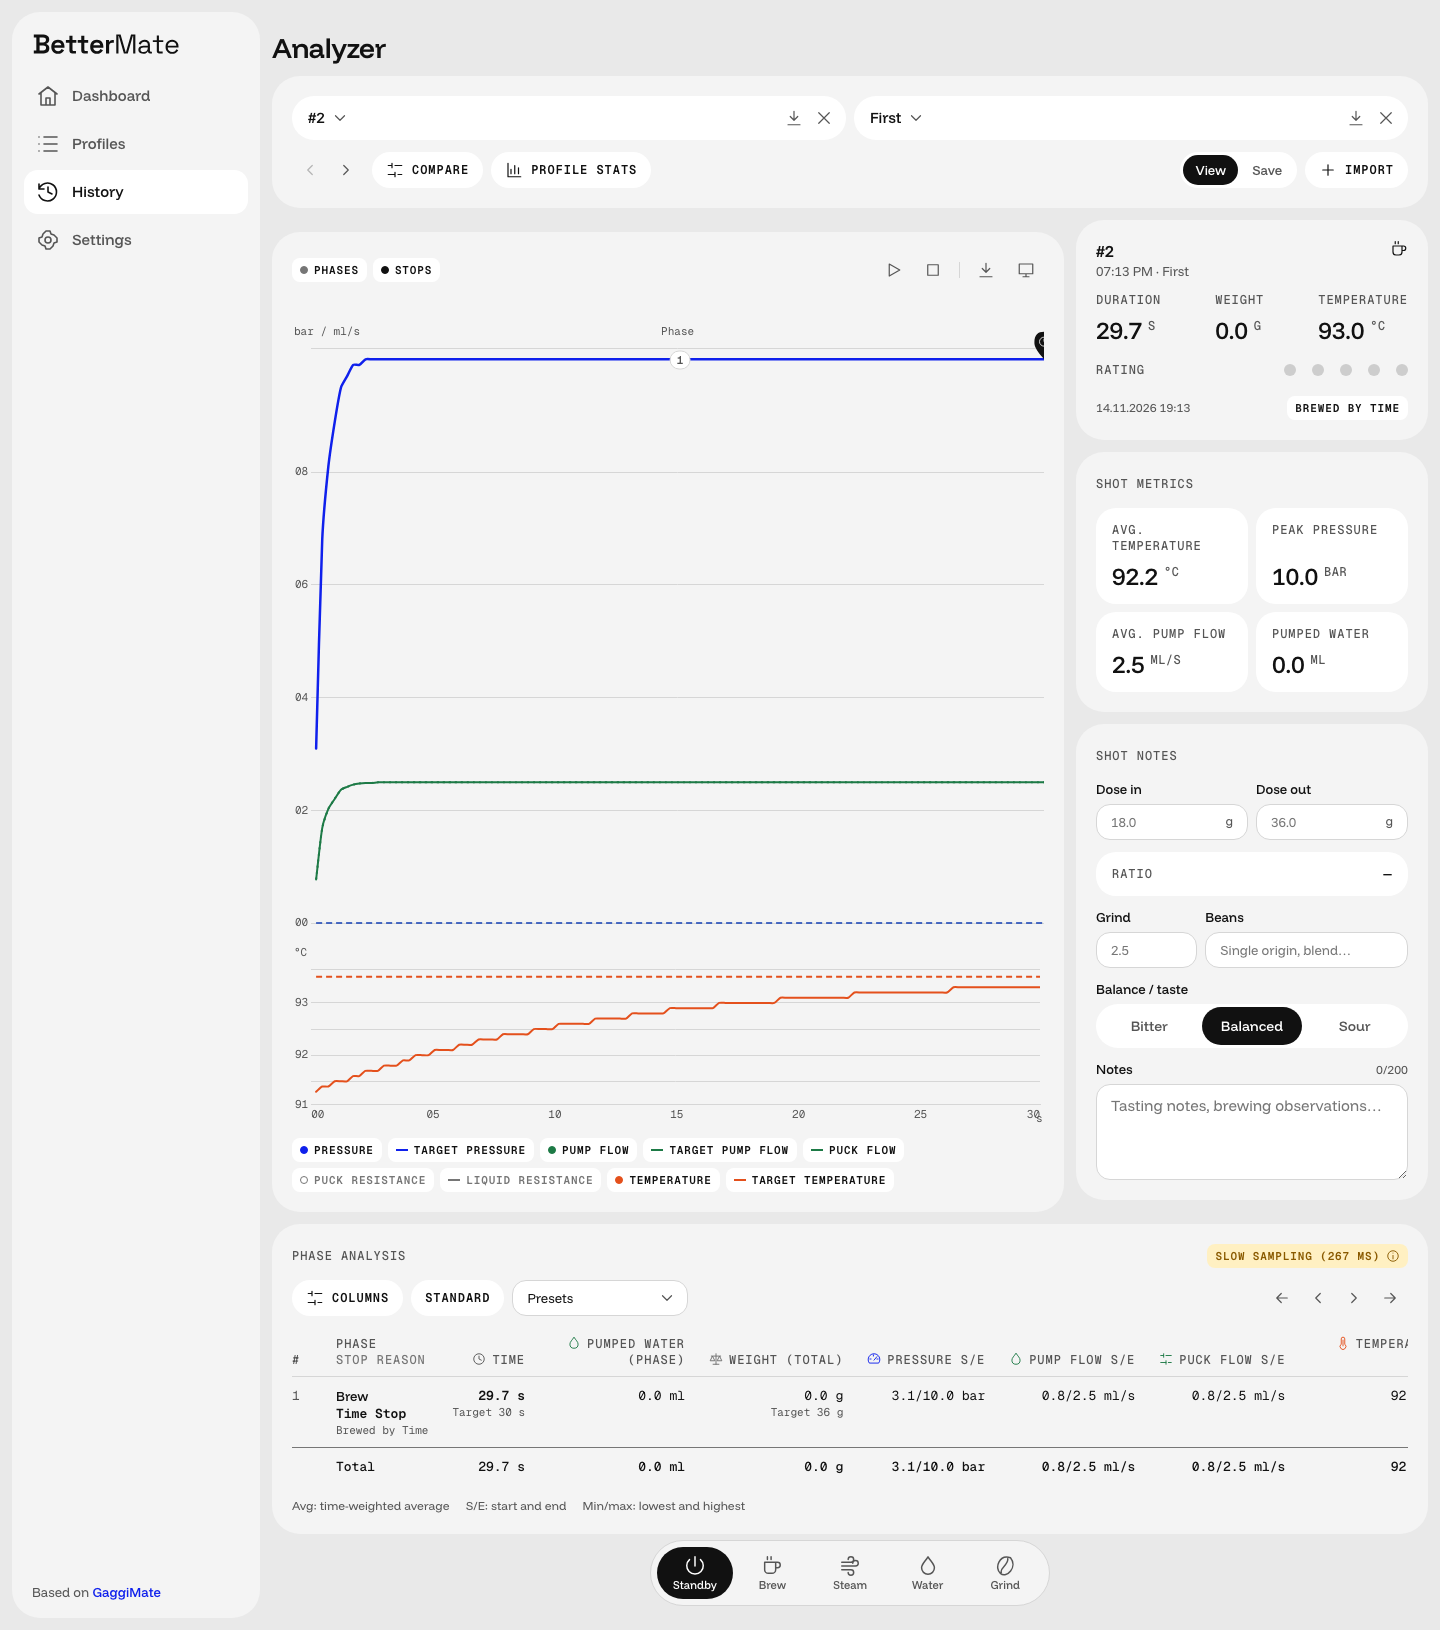 BetterMate
Dashboard
Profiles
History
Settings
Based on GaggiMate
Analyzer
#2
First
COMPARE
PROFILE STATS
View
Save
IMPORT
PHASES
STOPS
bar / ml/s
Phase
1
08
06
04
02
00
°C
93
92
91
00
05
10
15
20
25
30
s
PRESSURE
TARGET PRESSURE
PUMP FLOW
TARGET PUMP FLOW
PUCK FLOW
PUCK RESISTANCE
LIQUID RESISTANCE
TEMPERATURE
TARGET TEMPERATURE
#2
07:13 PM · First
DURATION
WEIGHT
TEMPERATURE
29.7 S
0.0 G
93.0 °C
RATING
14.11.2026 19:13
BREWED BY TIME
SHOT METRICS
AVG. TEMPERATURE
92.2 °C
PEAK PRESSURE
10.0 BAR
AVG. PUMP FLOW
2.5 ML/S
PUMPED WATER
0.0 ML
SHOT NOTES
Dose in
Dose out
18.0 g
36.0 g
RATIO –
Grind
Beans
2.5
Single origin, blend...
Balance / taste
Bitter
Balanced
Sour
Notes
0/200
Tasting notes, brewing observations...
PHASE ANALYSIS
SLOW SAMPLING (267 MS)
COLUMNS
STANDARD
Presets
# PHASE STOP REASON TIME PUMPED WATER (PHASE) WEIGHT (TOTAL) PRESSURE S/E PUMP FLOW S/E PUCK FLOW S/E TEMPERA
1 Brew 29.7 s 0.0 ml 0.0 g 3.1/10.0 bar 0.8/2.5 ml/s 0.8/2.5 ml/s 92
Time Stop Target 30 s Target 36 g
Brewed by Time
Total 29.7 s 0.0 ml 0.0 g 3.1/10.0 bar 0.8/2.5 ml/s 0.8/2.5 ml/s 92
Avg: time-weighted average S/E: start and end Min/max: lowest and highest
Standby
Brew
Steam
Water
Grind